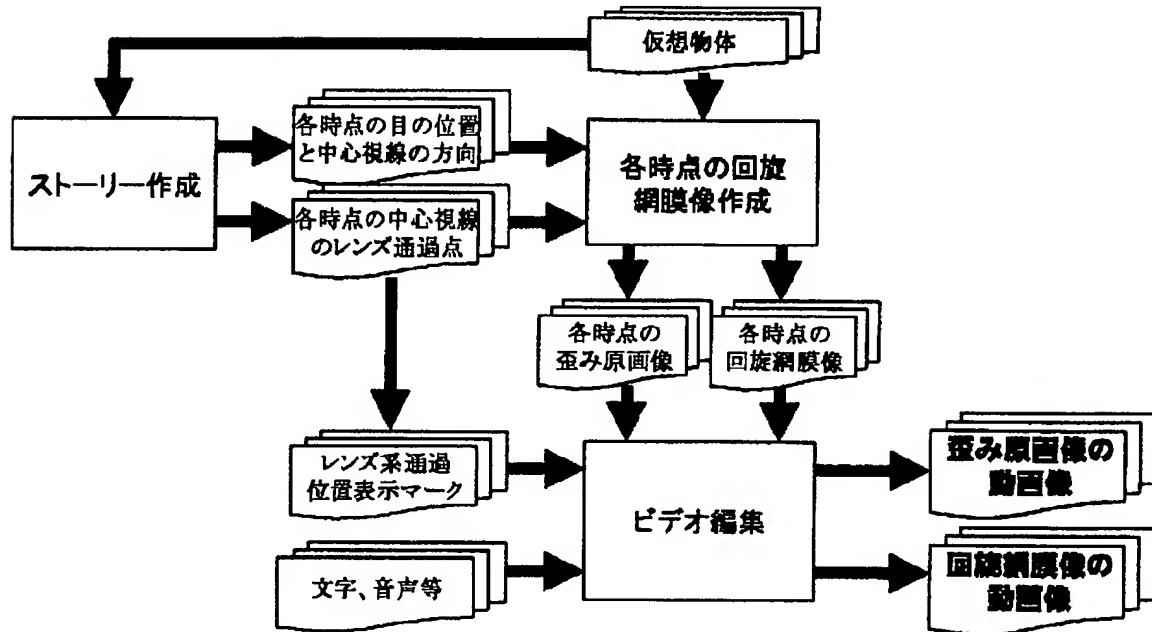 仮想物体
各時点の目の位置
と中心視線の方向
ストーリー作成
各時点の回旋
網膜像作成
各時点の中心視線
のレンズ通過点
各時点の
歪み原画像
各時点の
回旋網膜像
レンズ系通過
位置表示マーク
ビデオ編集
歪み原画像の
動画像
文字、音声等
回旋網膜像の
動画像